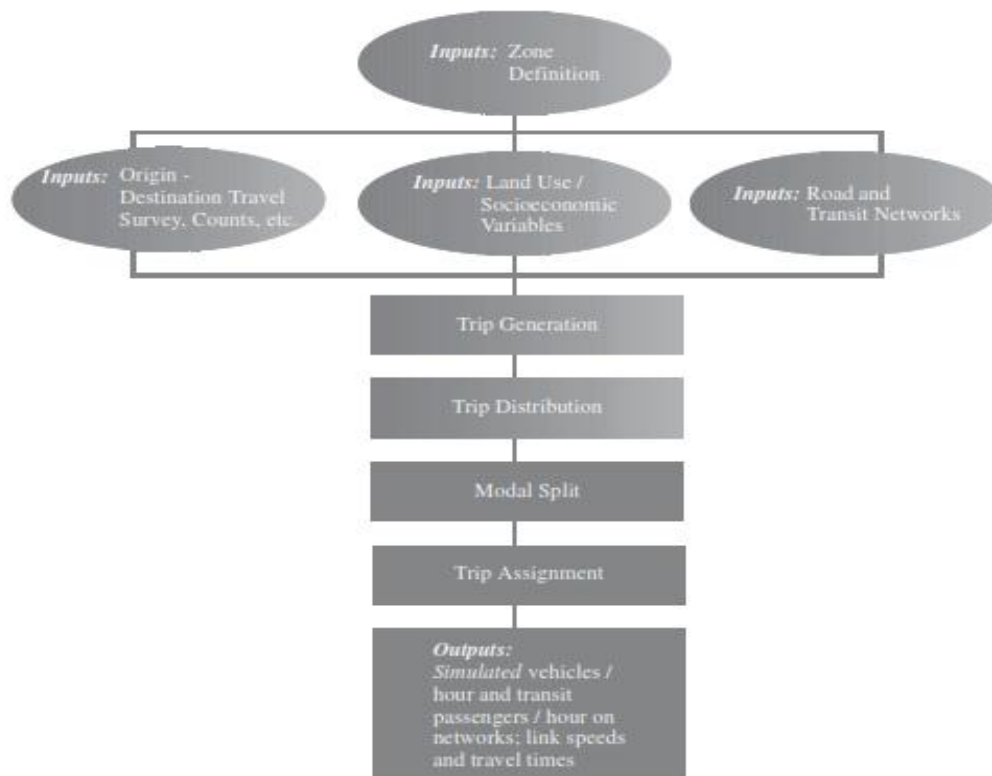 Inputs: Zone
Definition
Inputs: Origin -
Destination Travel
Survey, Counts, etc
Inputs: Land Use /
Socioeconomic
Variables
Inputs: Road and
Transit Networks
Trip Generation
Trip Distribution
Modal Split
Trip Assignment
Outputs:
Simulated vehicles /
hour and transit
passengers / hour on
networks; link speeds
and travel times